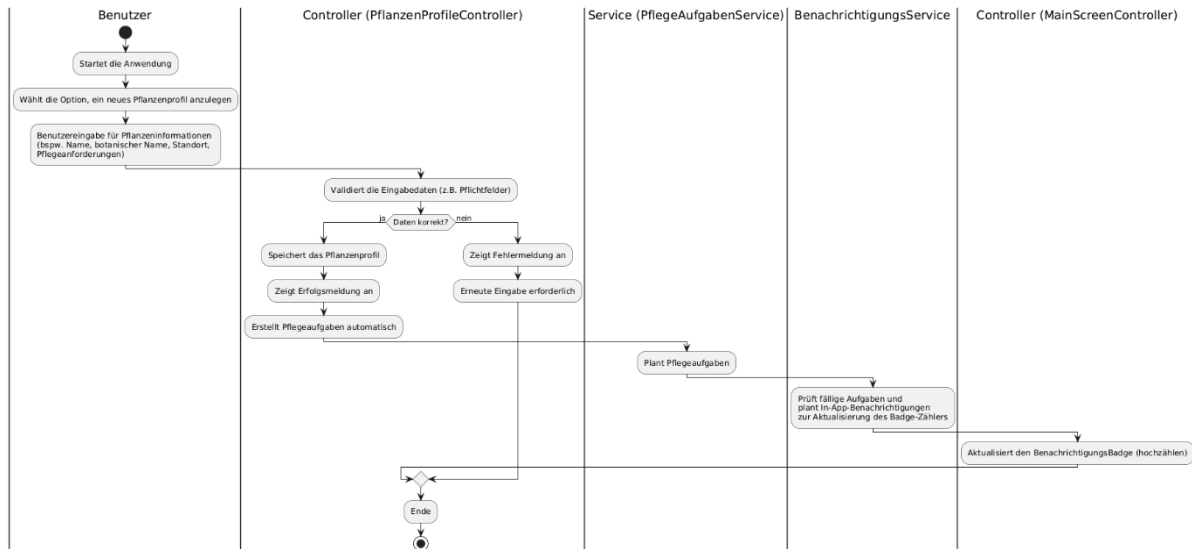 Benutzer
Controller (PflanzenProfileController)
Service (PflegeAufgabenService)
BenachrichtigungsService
Controller (MainScreenController)
Startet die Anwendung
Wählt die Option, ein neues Pflanzenprofil anzulegen
Benutzereingabe für Pflanzeninformationen
(bspw. Name, botanischer Name, Standort,
Pflegeanforderungen)
Validiert die Eingabedaten (z.B. Pflichtfelder)
ja
Daten korrekt?
nein
Speichert das Pflanzenprofil
Zeigt Fehlermeldung an
Zeigt Erfolgsmeldung an
Erneute Eingabe erforderlich
Erstellt Pflegeaufgaben automatisch
Plant Pflegeaufgaben
Prüft fällige Aufgaben und
plant In-App-Benachrichtigungen
zur Aktualisierung des Badge-Zählers
Aktualisiert den BenachrichtigungsBadge (hochzählen)
Ende